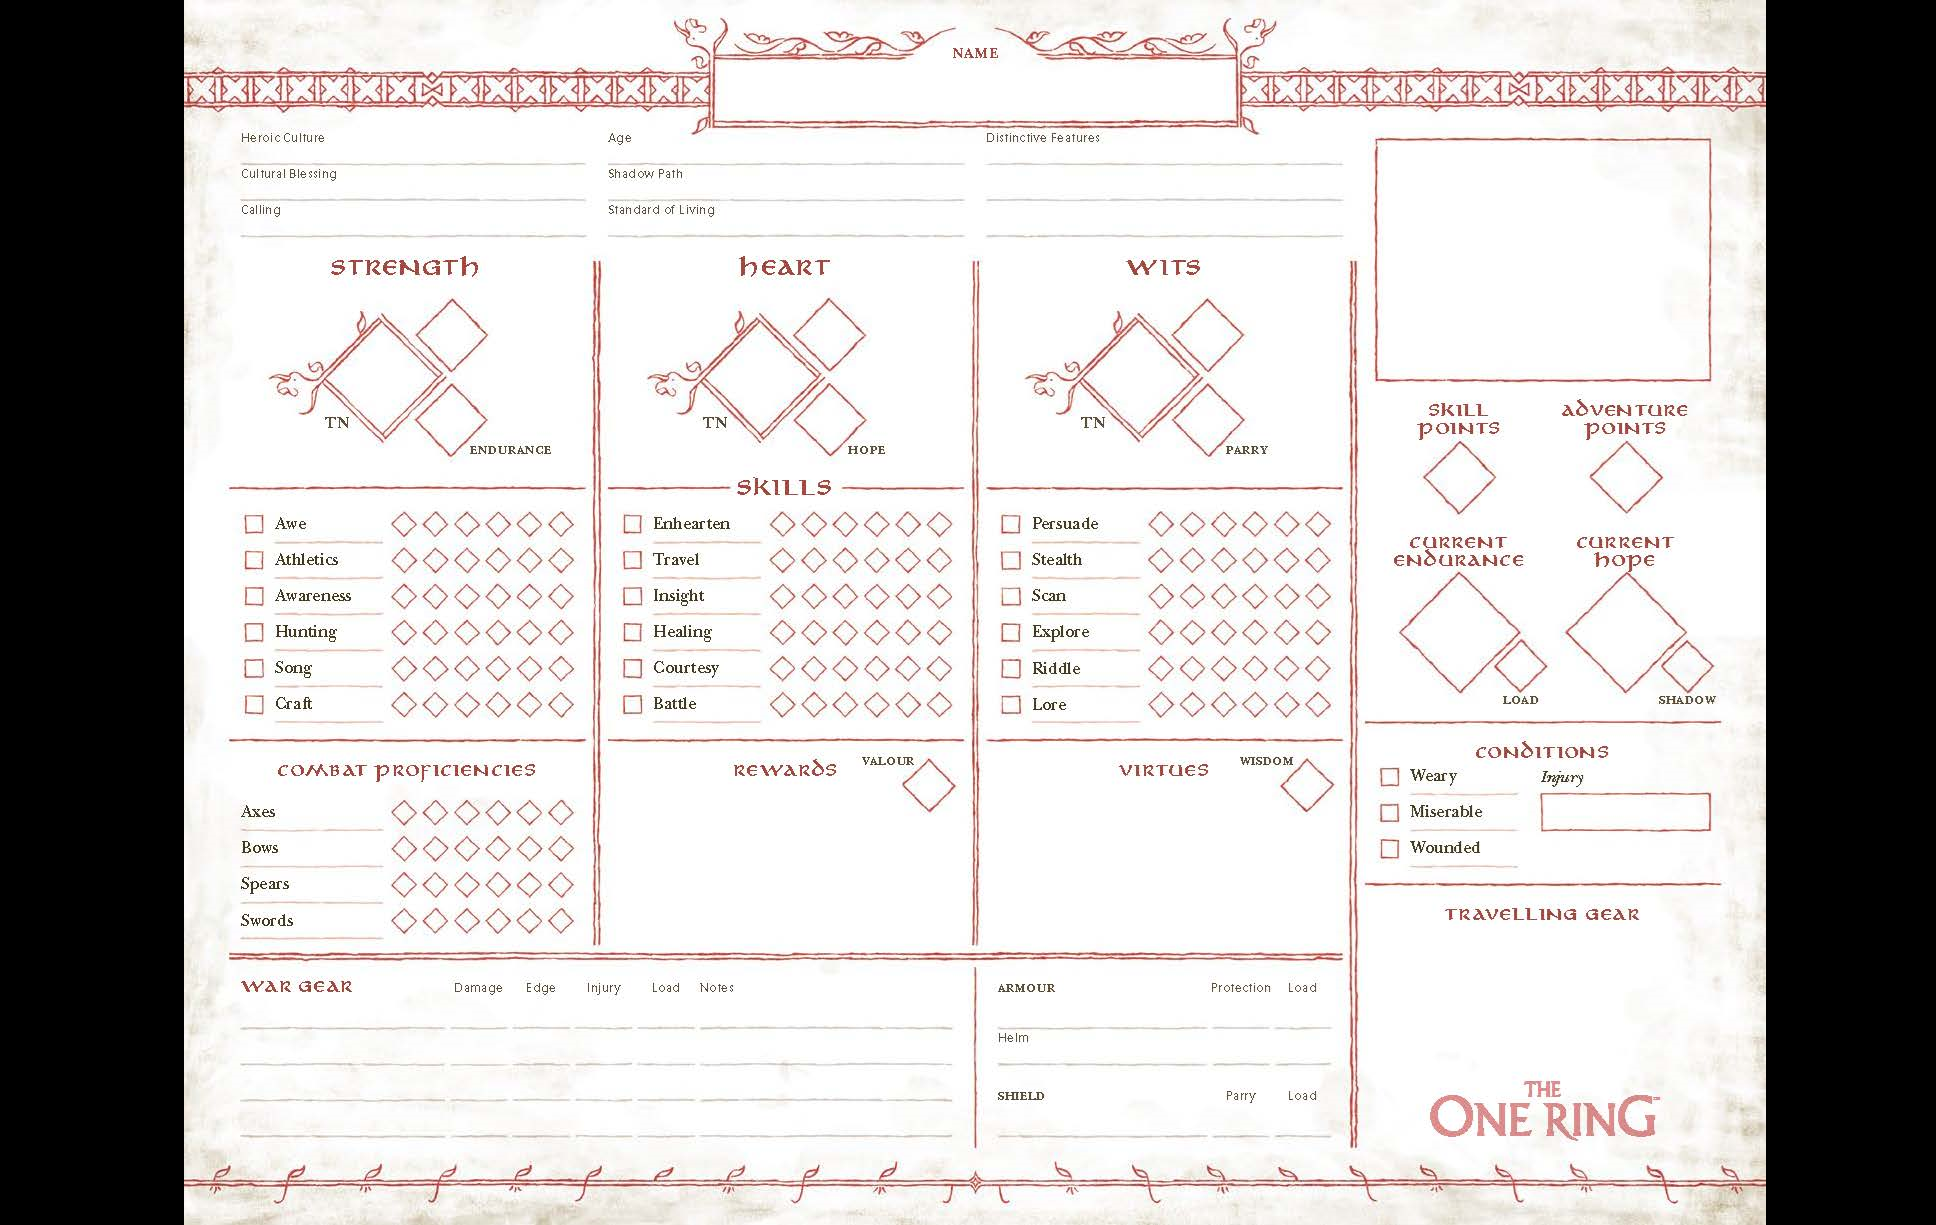 NAME
Heroic Culture Age Distinctive Features
Cultural Blessing Shadow Path
Calling Standard of Living
STRENGTH HEART WITS
TN TN TN
ENDURANCE HOPE PARRY
SKILLS
Awe Enhearten Persuade
Athletics Travel Stealth
Awareness Insight Scan
Hunting Healing Explore
Song Courtesy Riddle
Craft Battle Lore
COMBAT PROFICIENCIES
Axes
Bows
Spears
Swords
REWARDS VALOUR
VIRTUES WISDOM
SKILL
POINTS
ADVENTURE
POINTS
CURRENT
ENDURANCE
CURRENT
HOPE
LOAD SHADOW
CONDITIONS
Weary Injury
Miserable
Wounded
TRAVELLING GEAR
WAR GEAR Damage Edge Injury Load Notes
ARMOUR Protection Load
Helm
SHIELD Parry Load
THE
ONE RING™